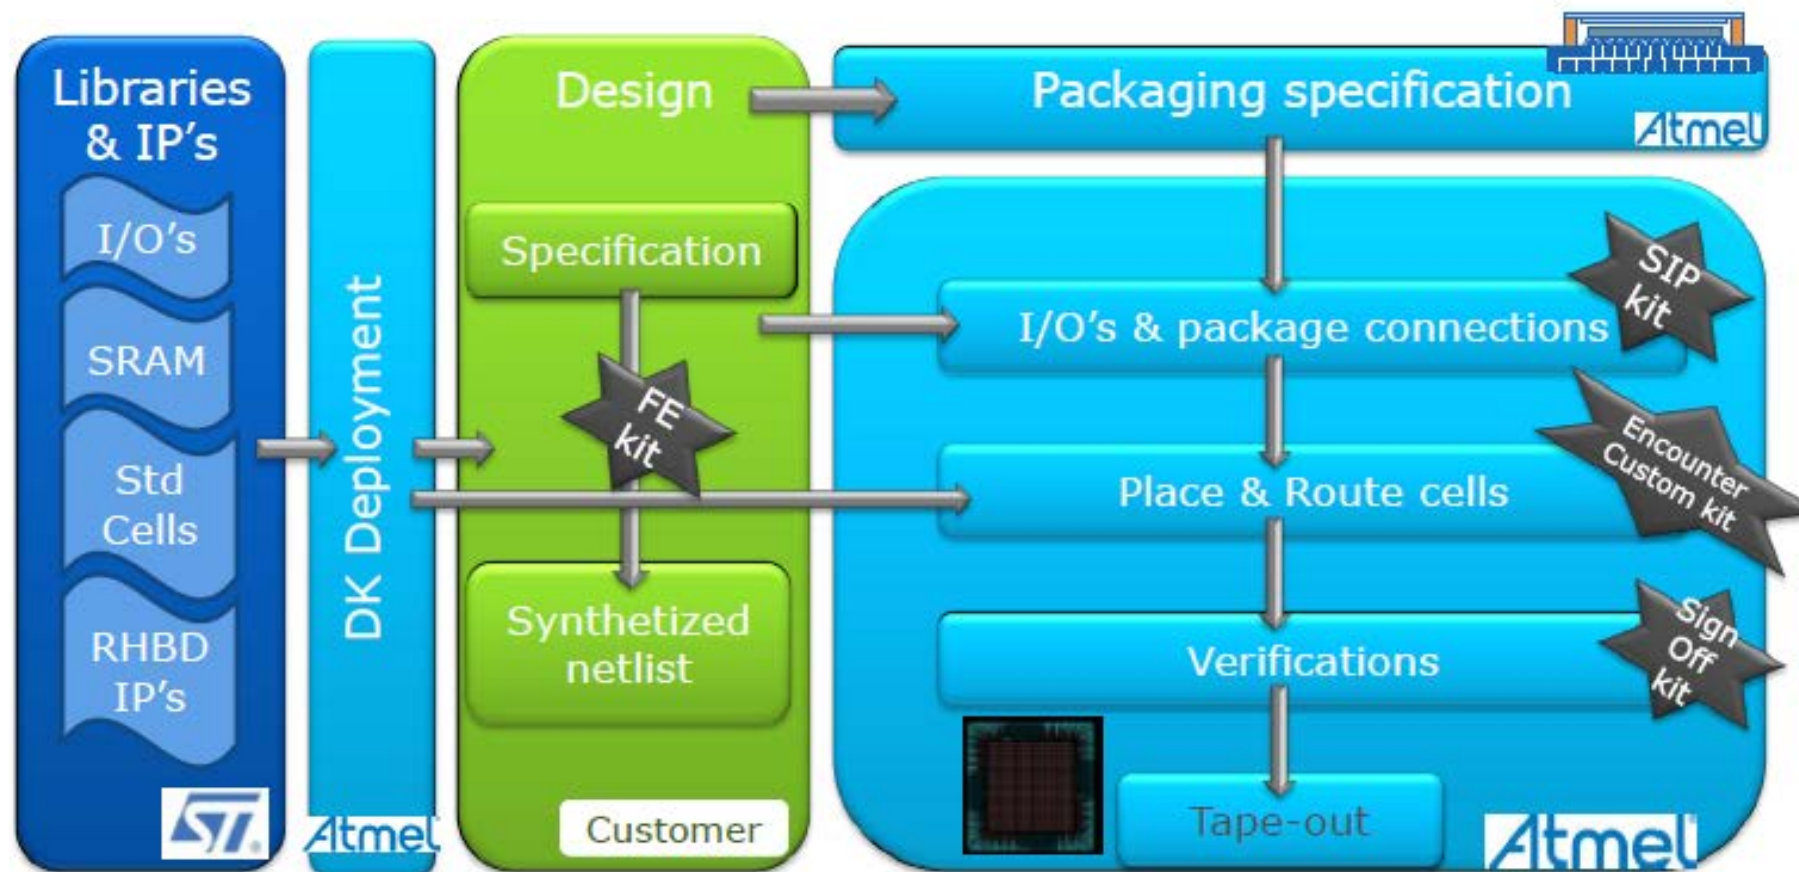 Libraries
& IP's
I/O's
SRAM
Std
Cells
RHBD
IP's
ST
DK Deployment
Atmel
Design
Specification
FE
kit
Synthetized
netlist
Customer
Packaging specification
Atmel
SIP
kit
I/O's & package connections
Encounter
Custom kit
Place & Route cells
Sign
Off
kit
Verifications
Tape-out
Atmel